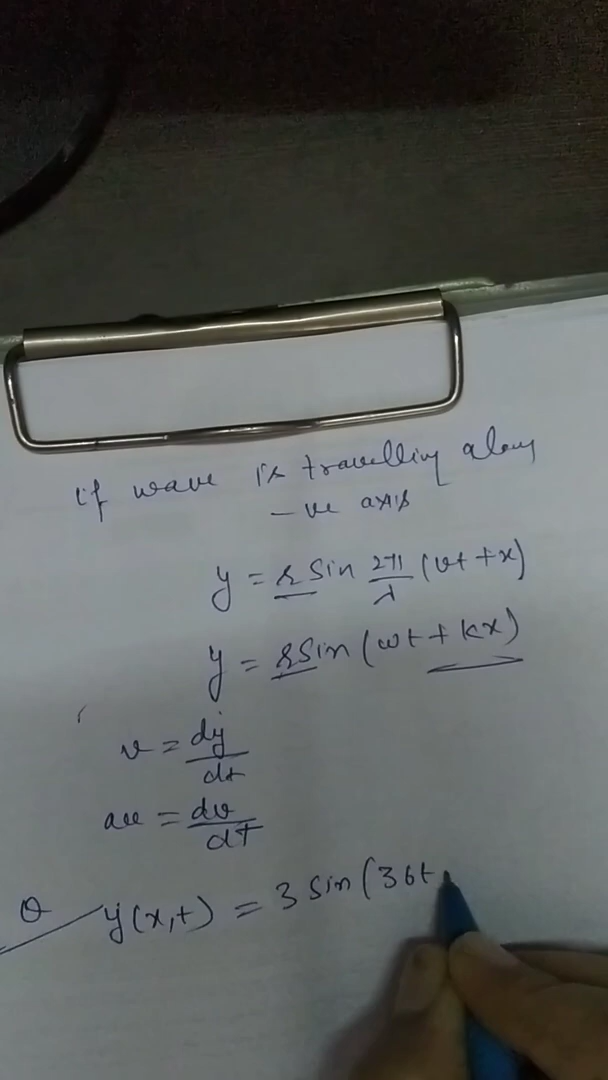 if wave is travelling along
-ve axis
y = r sin 2π/λ (vt + x)
y = r sin (ωt + kx)
v = dy/dt
acc = dv/dt
Q y(x,t) = 3 sin (36t